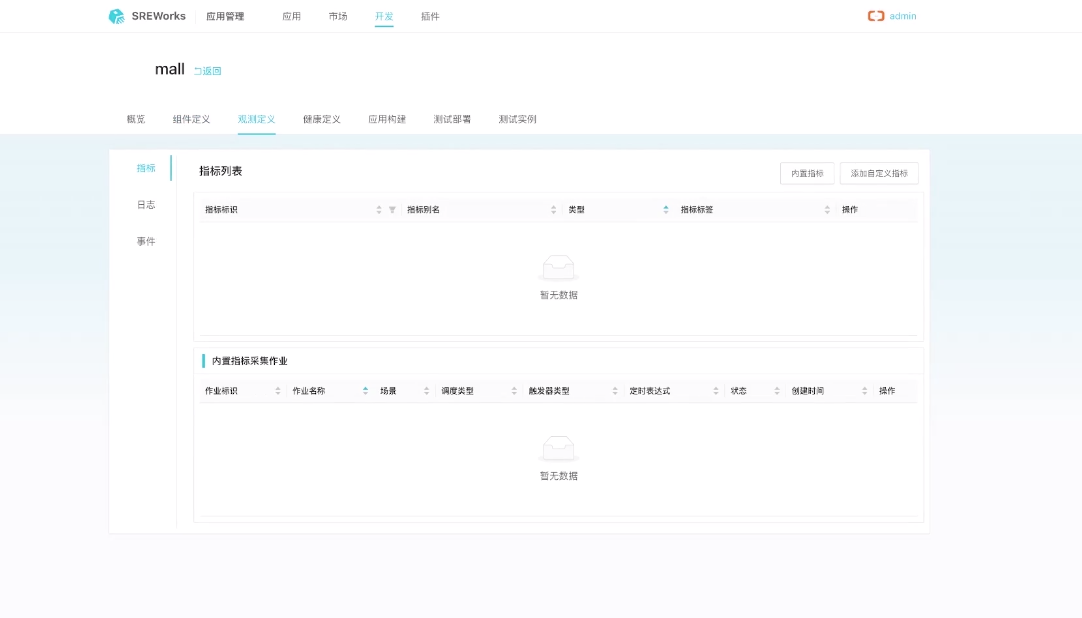 SREWorks 应用管理 应用 市场 开发 插件 admin
mall 返回
概览 组件定义 观测定义 健康定义 应用构建 测试部署 测试实例
指标
日志
事件
指标列表 内置指标 添加自定义指标
指标标识 指标别名 类型 指标标签 操作
暂无数据
内置指标采集作业
作业标识 作业名称 场景 调度类型 触发器类型 定时表达式 状态 创建时间 操作
暂无数据